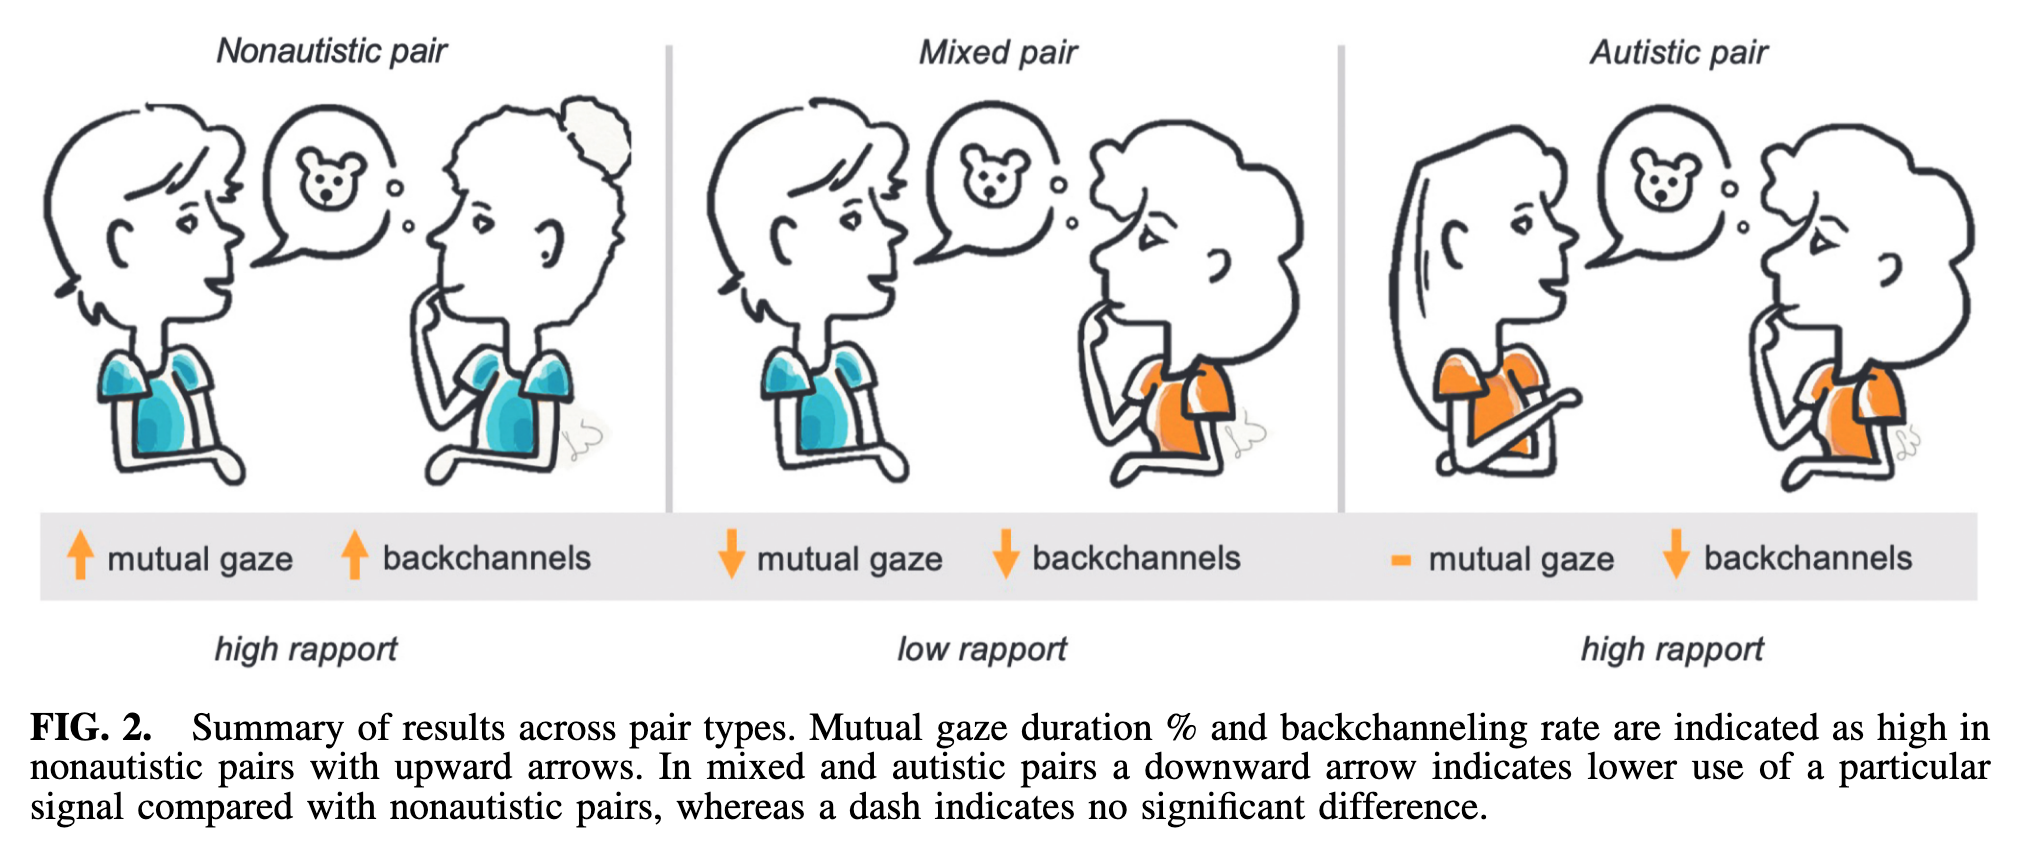 Nonautistic pair
Mixed pair
Autistic pair
mutual gaze backchannels
mutual gaze backchannels
mutual gaze backchannels
high rapport
low rapport
high rapport
FIG. 2. Summary of results across pair types. Mutual gaze duration % and backchanneling rate are indicated as high in
nonautistic pairs with upward arrows. In mixed and autistic pairs a downward arrow indicates lower use of a particular
signal compared with nonautistic pairs, whereas a dash indicates no significant difference.